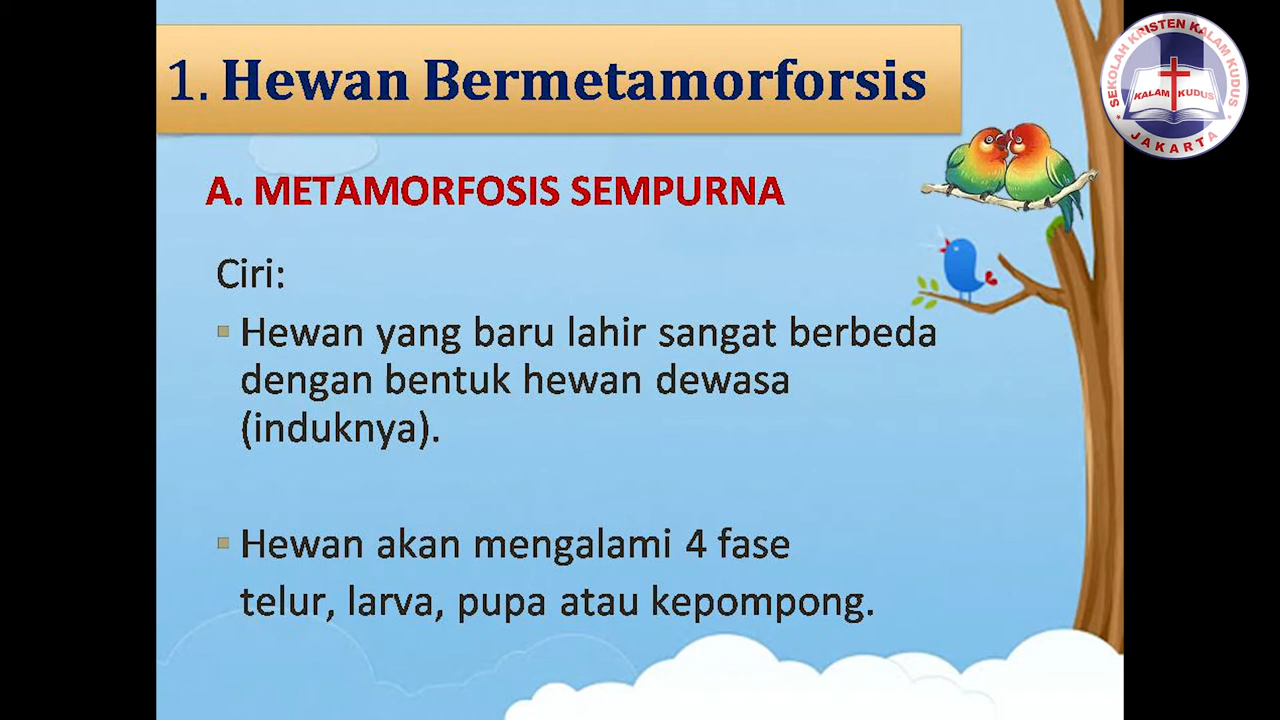 1. Hewan Bermetamorforsis
SEKOLAH KRISTEN KALAM KUDUS
KALAM KUDUS
JAKARTA
A. METAMORFOSIS SEMPURNA
Ciri:
Hewan yang baru lahir sangat berbeda
dengan bentuk hewan dewasa
(induknya).
Hewan akan mengalami 4 fase
telur, larva, pupa atau kepompong.